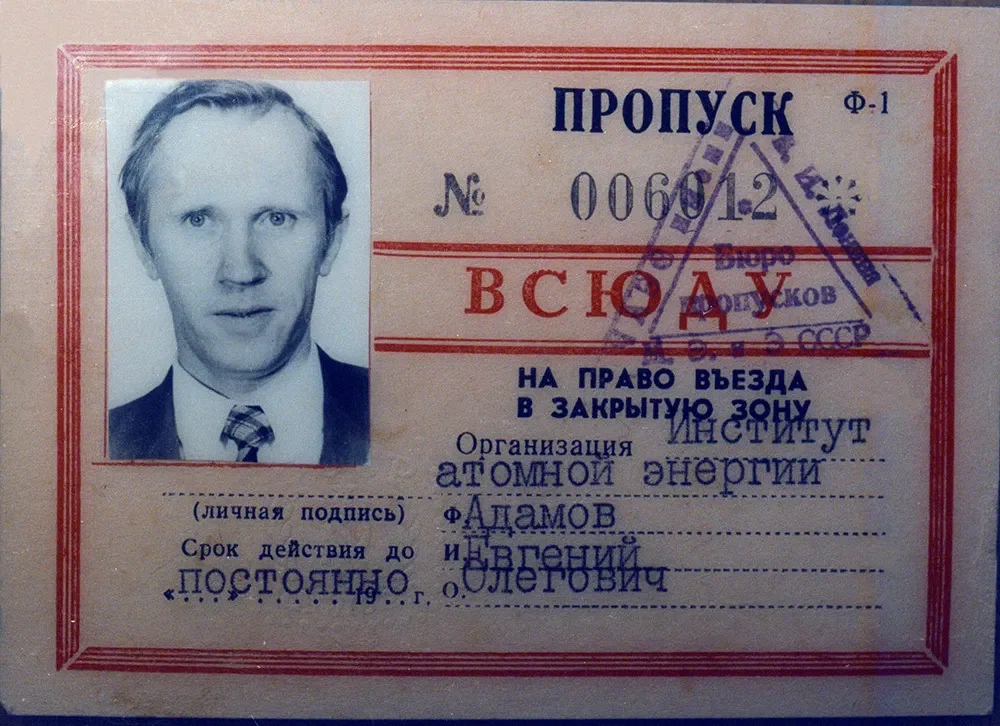 ПРОПУСК Ф-1
№ 006012
ВСЮДУ
НА ПРАВО ВЪЕЗДА
В ЗАКРЫТУЮ ЗОНУ
Организация Институт
атомной энергии
(личная подпись)
Ф Адамов
И Евгений
О. Олегович
Срок действия до
постоянно
«...» ......19...г.
Бюро
пропусков
М. Э. и Э СССР